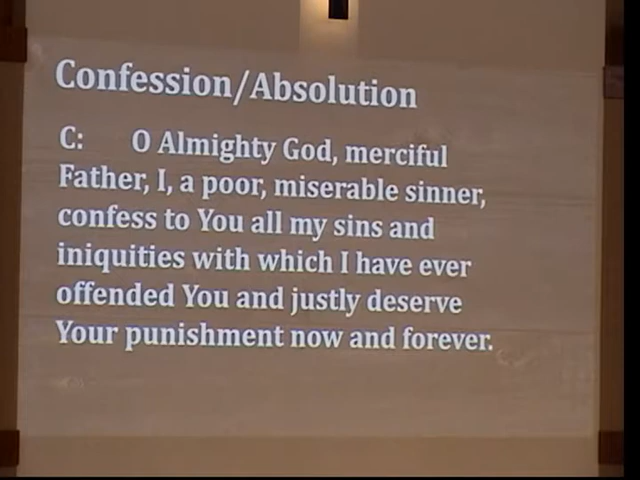 Confession/Absolution
C: O Almighty God, merciful
Father, I, a poor, miserable sinner,
confess to You all my sins and
iniquities with which I have ever
offended You and justly deserve
Your punishment now and forever.